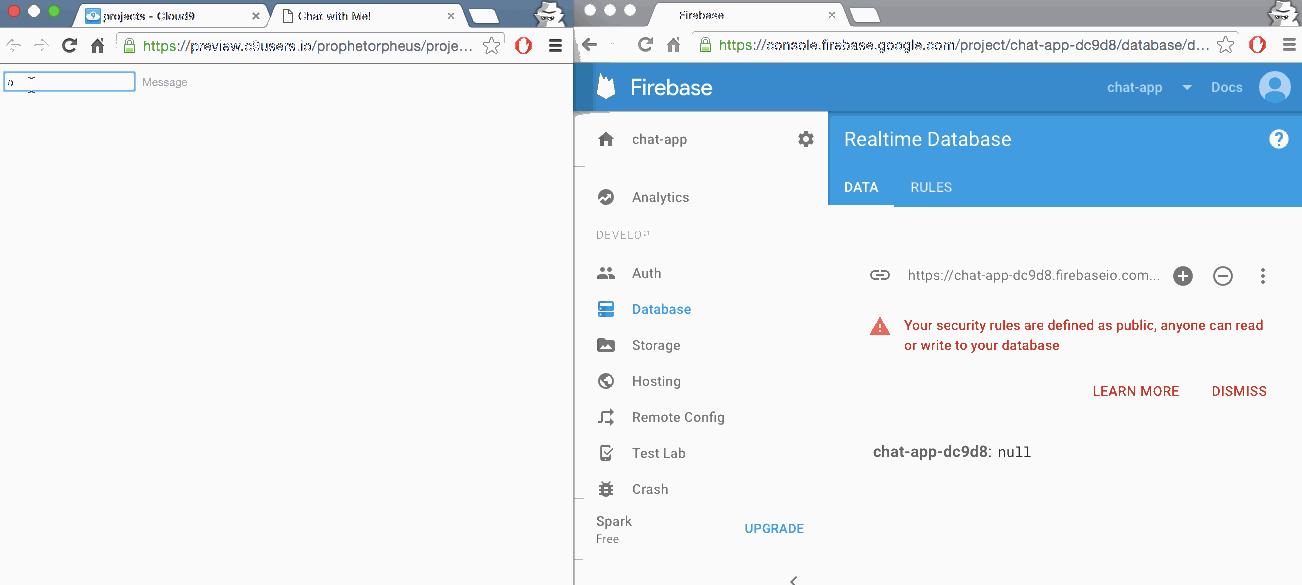 projects - Cloud9
Chat with Me!
https://preview.c9users.io/prophetorpheus/proje...
Message
Firebase
https://console.firebase.google.com/project/chat-app-dc9d8/database/d...
Firebase
chat-app
Docs
chat-app
Analytics
DEVELOP
Auth
Database
Storage
Hosting
Remote Config
Test Lab
Crash
Spark
Free
UPGRADE
Realtime Database
DATA
RULES
https://chat-app-dc9d8.firebaseio.com...
Your security rules are defined as public, anyone can read
or write to your database
LEARN MORE
DISMISS
chat-app-dc9d8: null